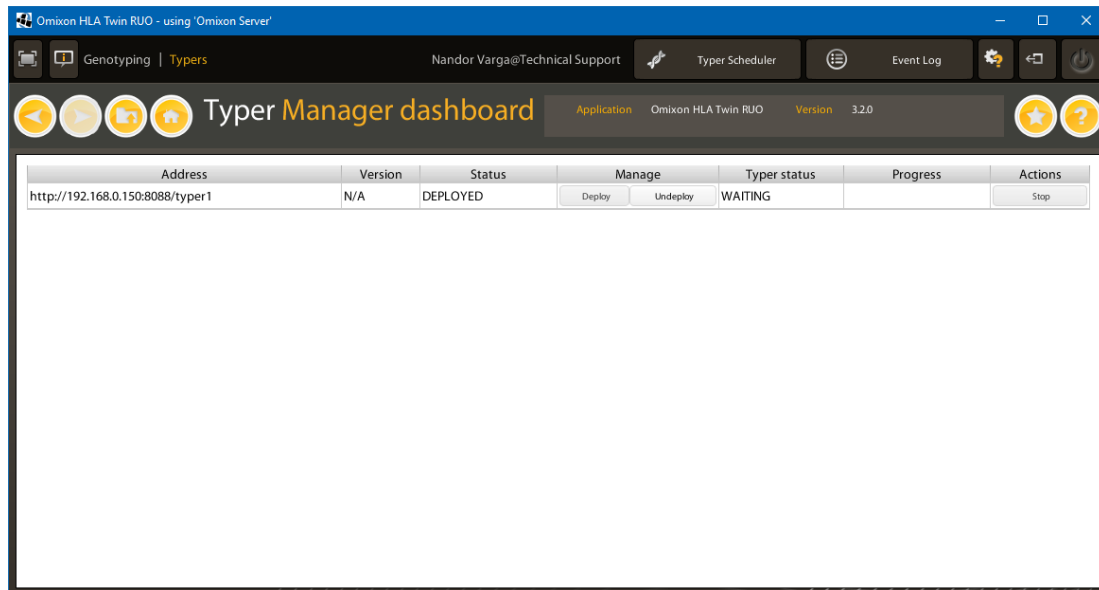 Omixon HLA Twin RUO - using 'Omixon Server'
Genotyping | Typers Nandor Varga@Technical Support Typer Scheduler Event Log
Typer Manager dashboard Application Omixon HLA Twin RUO Version 3.2.0
Address Version Status Manage Typer status Progress Actions
http://192.168.0.150:8088/typer1 N/A DEPLOYED Deploy Undeploy WAITING Stop